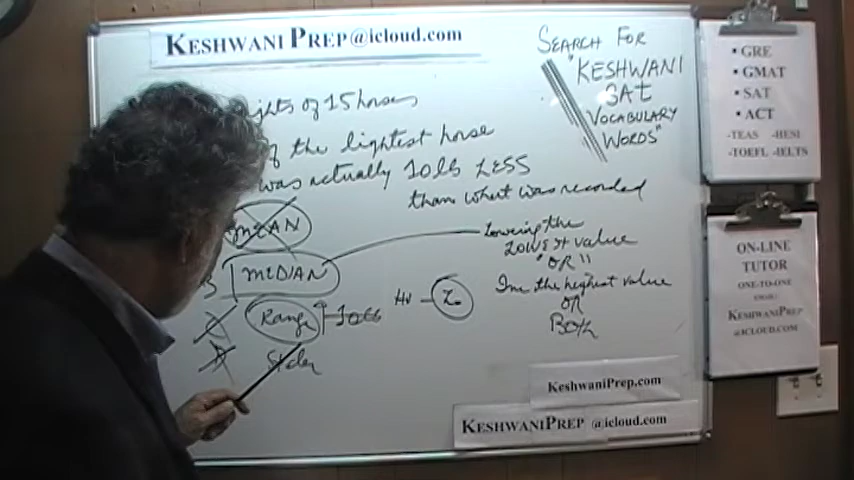 KESHWANI PREP@icloud.com
SEARCH FOR
"KESHWANI
SAT
VOCABULARY
WORDS"
of 15 horses
of the lightest horse
was actually 10lb LESS
than what was recorded
MEAN
MEDIAN
Range
Lowering the
LOWEST value
"OR"
the highest value
OR
BOTH
• GRE
• GMAT
• SAT
• ACT
-TEAS -HESI
-TOEFL -IELTS
ON-LINE
TUTOR
ONE-TO-ONE
KESHWANIPREP
@ICLOUD.COM
KESHWANIPREP.com
KESHWANIPREP @icloud.com